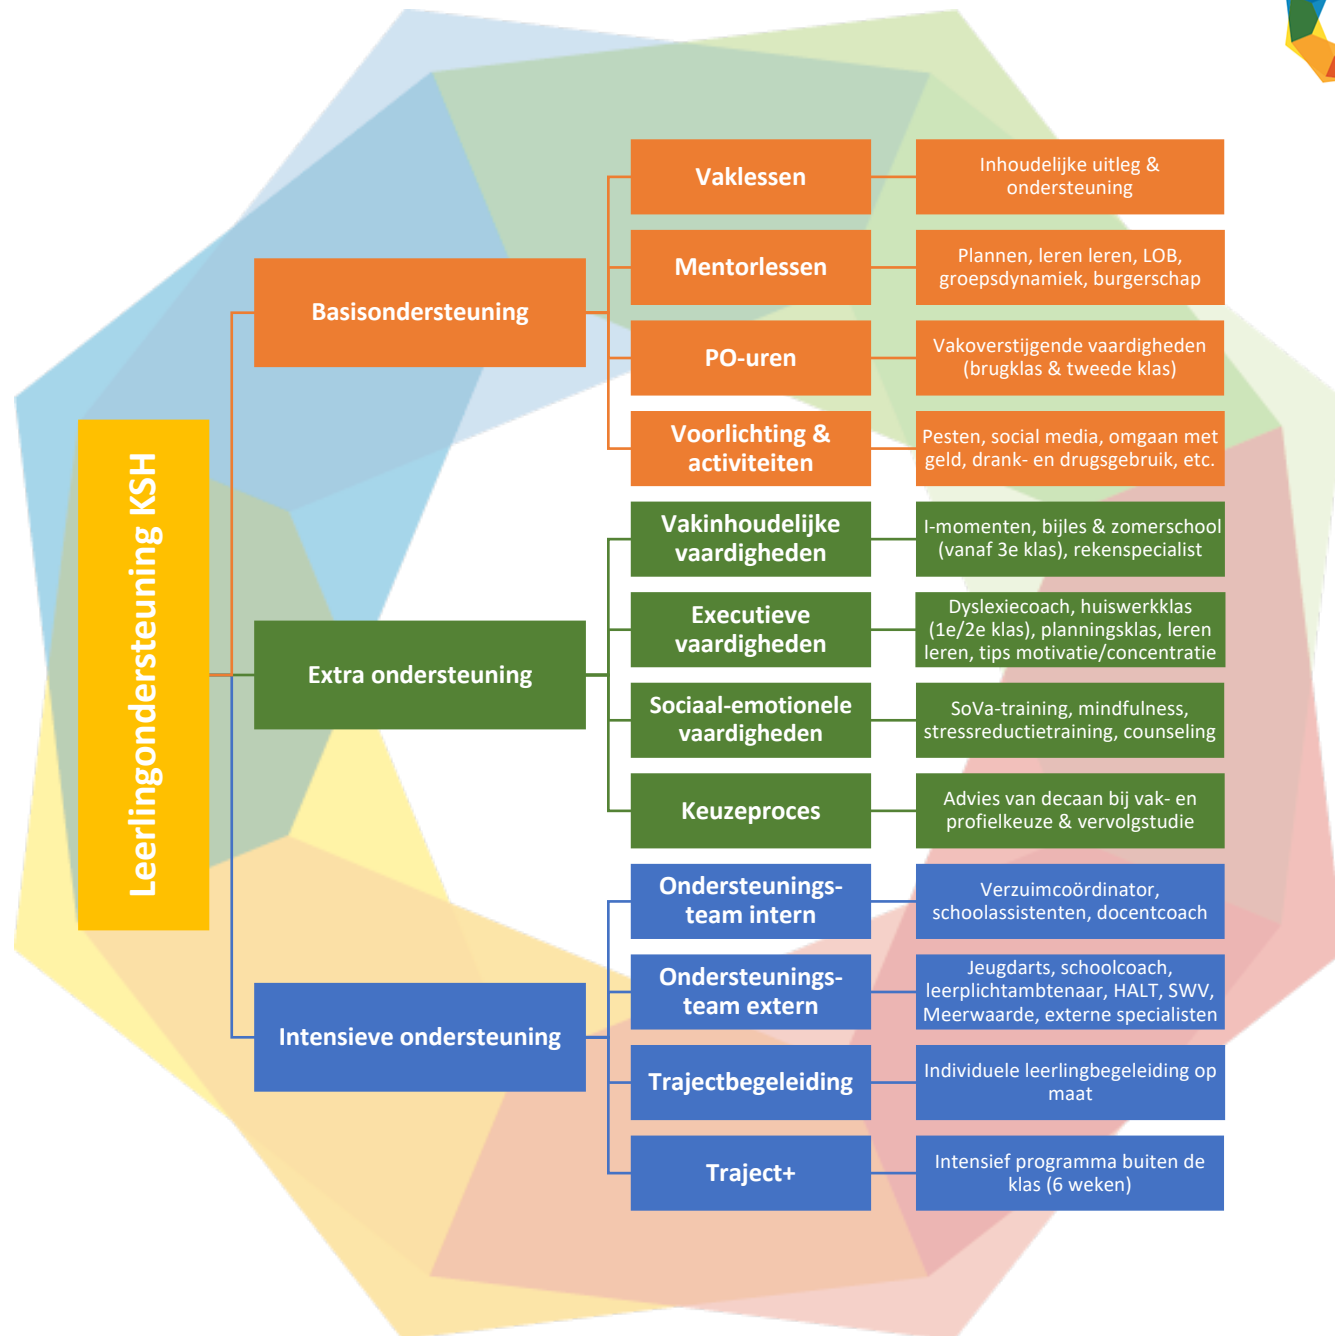 Leerlingondersteuning KSH
Basisondersteuning
Vaklessen
Inhoudelijke uitleg &
ondersteuning
Mentorlessen
Plannen, leren leren, LOB,
groepsdynamiek, burgerschap
PO-uren
Vakoverstijgende vaardigheden
(brugklas & tweede klas)
Voorlichting &
activiteiten
Pesten, social media, omgaan met
geld, drank- en drugsgebruik, etc.
Extra ondersteuning
Vakinhoudelijke
vaardigheden
I-momenten, bijles & zomerschool
(vanaf 3e klas), rekenspecialist
Executieve
vaardigheden
Dyslexiecoach, huiswerkklas
(1e/2e klas), planningsklas, leren
leren, tips motivatie/concentratie
Sociaal-emotionele
vaardigheden
SoVa-training, mindfulness,
stressreductietraining, counseling
Keuzeproces
Advies van decaan bij vak- en
profielkeuze & vervolgstudie
Intensieve ondersteuning
Ondersteunings-
team intern
Verzuimcoördinator,
schoolassistenten, docentcoach
Ondersteunings-
team extern
Jeugdarts, schoolcoach,
leerplichtambtenaar, HALT, SWV,
Meerwaarde, externe specialisten
Trajectbegeleiding
Individuele leerlingbegeleiding op
maat
Traject+
Intensief programma buiten de
klas (6 weken)